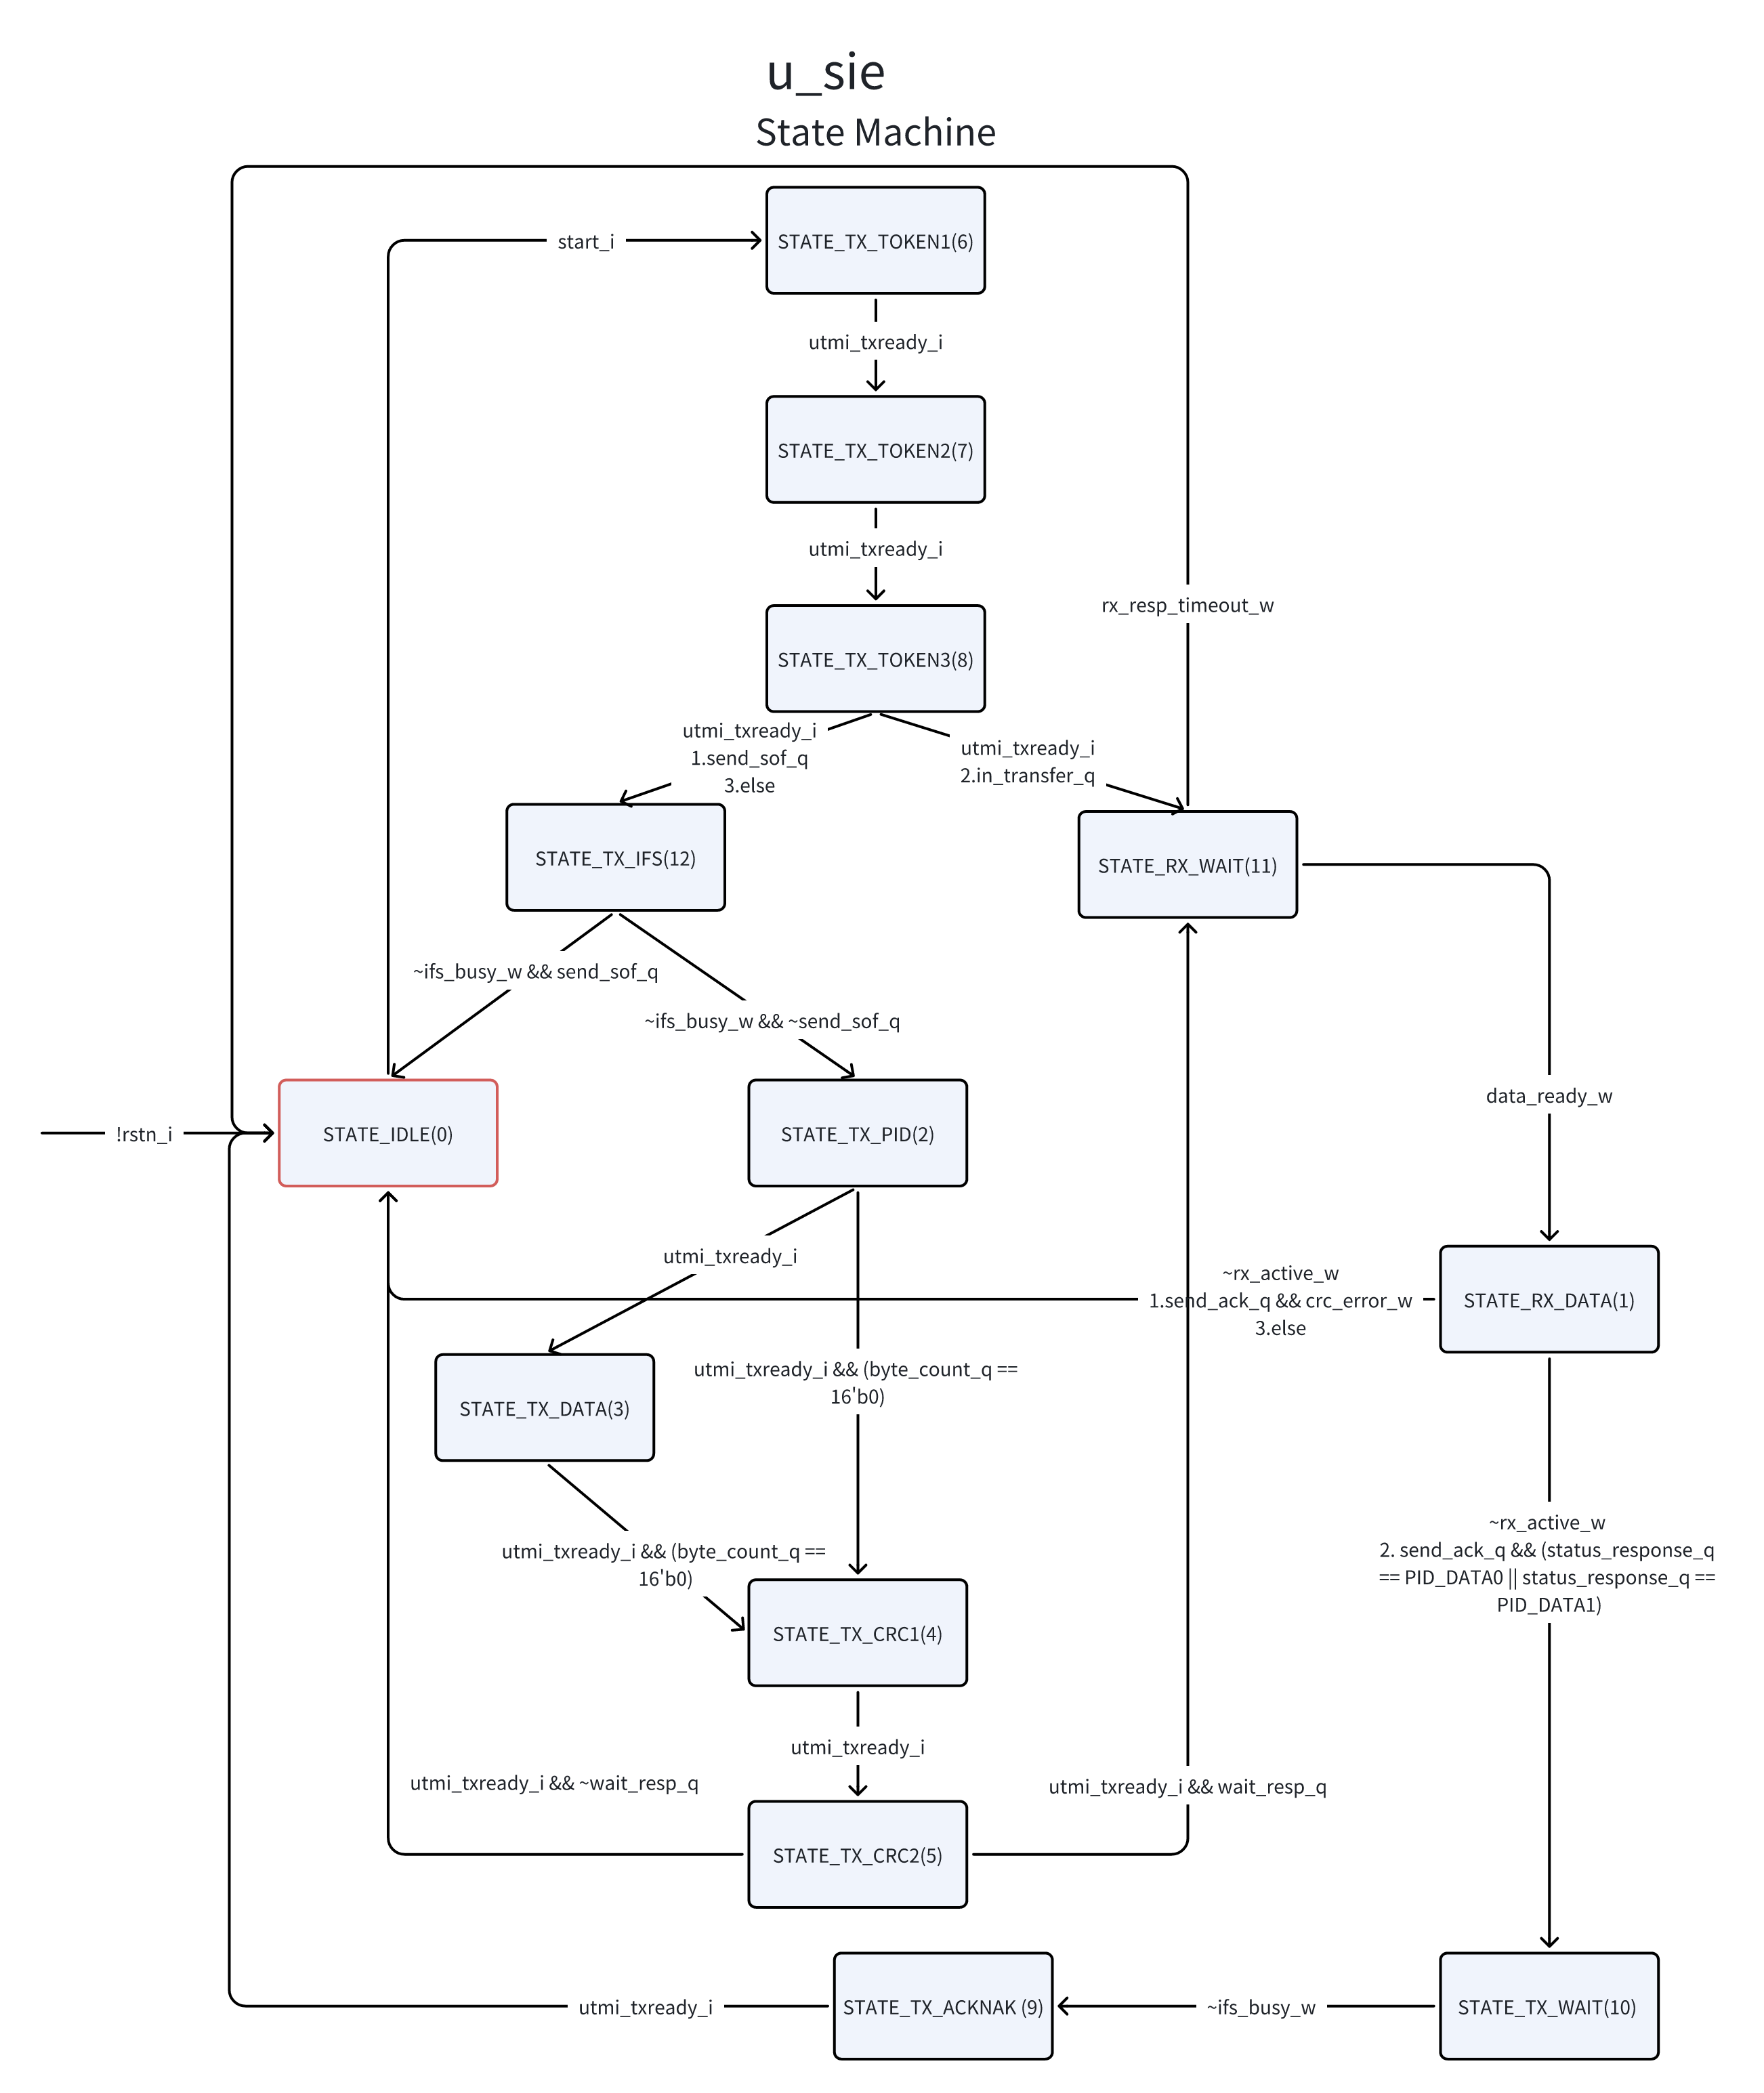 u_sie
State Machine
STATE_TX_TOKEN1(6)
start_i
utmi_txready_i
STATE_TX_TOKEN2(7)
utmi_txready_i
rx_resp_timeout_w
STATE_TX_TOKEN3(8)
utmi_txready_i
1.send_sof_q
3.else
utmi_txready_i
2.in_transfer_q
STATE_TX_IFS(12)
STATE_RX_WAIT(11)
~ifs_busy_w && send_sof_q
~ifs_busy_w && ~send_sof_q
data_ready_w
!rstn_i
STATE_IDLE(0)
STATE_TX_PID(2)
utmi_txready_i
~rx_active_w
1.send_ack_q && crc_error_w
3.else
STATE_RX_DATA(1)
utmi_txready_i && (byte_count_q ==
16'b0)
STATE_TX_DATA(3)
~rx_active_w
2. send_ack_q && (status_response_q
== PID_DATA0 || status_response_q ==
PID_DATA1)
utmi_txready_i && (byte_count_q ==
16'b0)
STATE_TX_CRC1(4)
utmi_txready_i
utmi_txready_i && ~wait_resp_q
utmi_txready_i && wait_resp_q
STATE_TX_CRC2(5)
utmi_txready_i
STATE_TX_ACKNAK (9)
~ifs_busy_w
STATE_TX_WAIT(10)